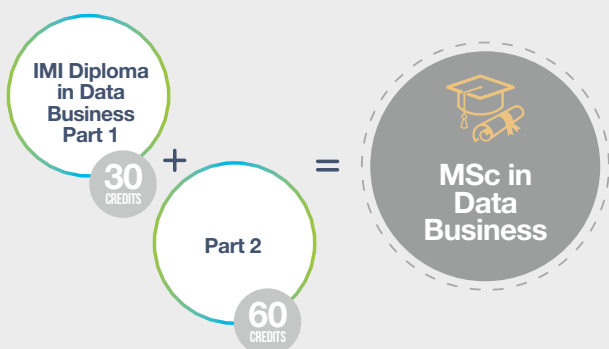 IMI Diploma
in Data
Business
Part 1
30
CREDITS
+
Part 2
60
CREDITS
=
MSc in
Data
Business